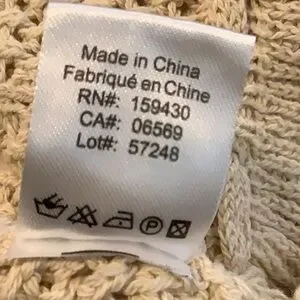 Made in China
Fabriqué en Chine
RN#: 159430
CA#: 06569
Lot#: 57248